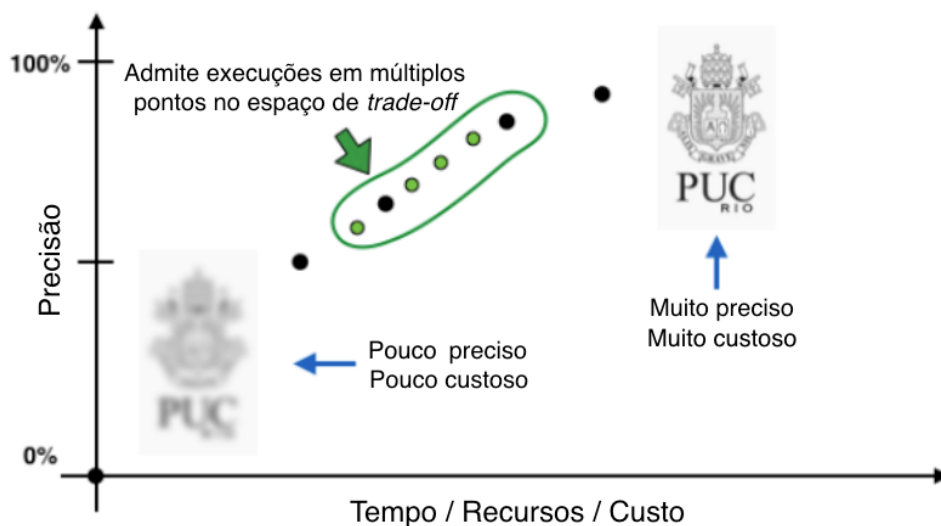 100%
Admite execuções em múltiplos
pontos no espaço de trade-off
PUC
RIO
Precisão
Muito preciso
Muito custoso
Pouco preciso
Pouco custoso
PUC
RIO
0%
Tempo / Recursos / Custo